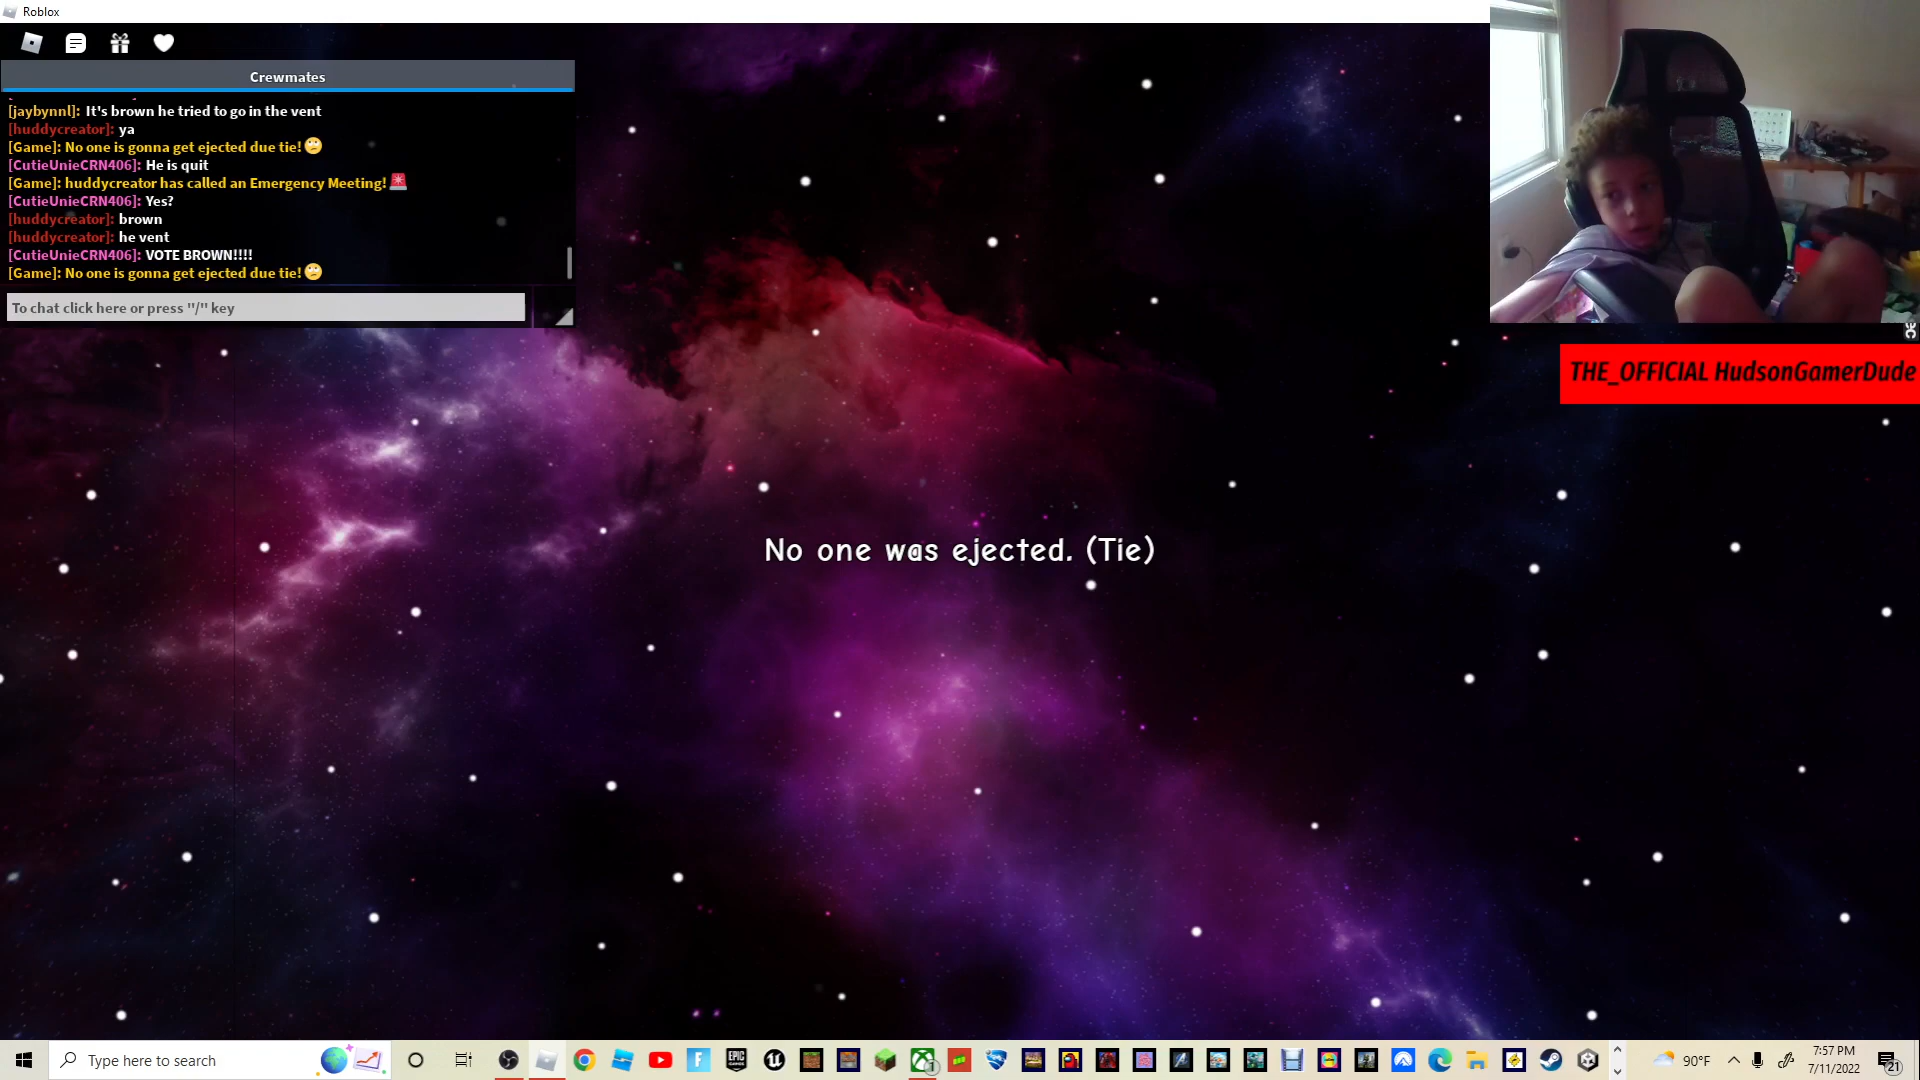 Roblox
Crewmates
[jaybynnl]: It's brown he tried to go in the vent
[huddycreator]: ya
[Game]: No one is gonna get ejected due tie!🙄
[CutieUnieCRN406]: He is quit
[Game]: huddycreator has called an Emergency Meeting!🚨
[CutieUnieCRN406]: Yes?
[huddycreator]: brown
[huddycreator]: he vent
[CutieUnieCRN406]: VOTE BROWN!!!!
[Game]: No one is gonna get ejected due tie!🙄
To chat click here or press "/" key
THE_OFFICIAL HudsonGamerDude
No one was ejected. (Tie)
Type here to search
EPIC GAMES
1
90°F
7:57 PM
7/11/2022
21